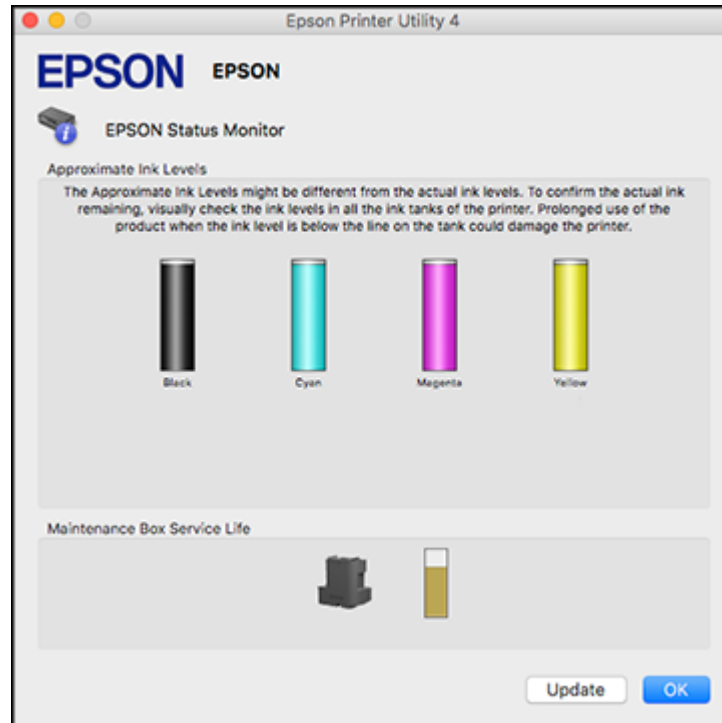 Epson Printer Utility 4
EPSON EPSON
EPSON Status Monitor
Approximate Ink Levels
The Approximate Ink Levels might be different from the actual ink levels. To confirm the actual ink
remaining, visually check the ink levels in all the ink tanks of the printer. Prolonged use of the
product when the ink level is below the line on the tank could damage the printer.
Black Cyan Magenta Yellow
Maintenance Box Service Life
Update OK